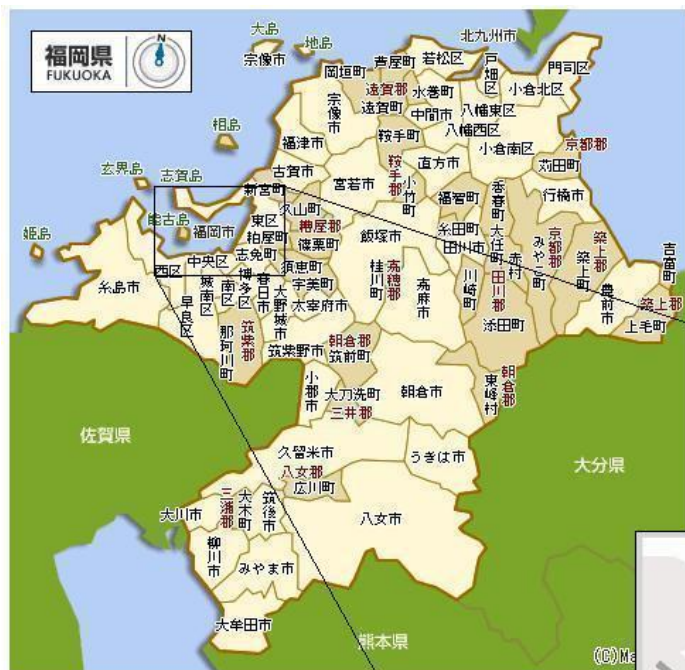 福岡県
FUKUOKA
N
大島
宗像市
地島
北九州市
芦屋町
若松区
戸畑区
門司区
岡垣町
遠賀郡
遠賀町
水巻町
小倉北区
宗像市
中間市
八幡東区
八幡西区
相島
福津市
鞍手町
小倉南区
京都郡
苅田町
玄界島
志賀島
古賀市
鞍手郡
直方市
新宮町
宮若市
小竹町
福智町
香春町
行橋市
姫島
能古島
福岡市
東区
久山町
糟屋郡
粕屋町
篠栗町
飯塚市
糸田町
田川市
大任町
赤村
京都郡
みやこ町
築上郡
築上町
吉富町
中央区
志免町
西区
糸島市
城南区
南区
博多区
春日市
須恵町
宇美町
桂川町
嘉穂郡
嘉麻市
川崎町
田川郡
豊前市
築上郡
上毛町
早良区
大野城市
太宰府市
添田町
那珂川町
筑紫郡
筑紫野市
朝倉郡
筑前町
小郡市
大刀洗町
三井郡
朝倉市
東峰村
朝倉郡
佐賀県
久留米市
うきは市
大分県
八女郡
広川町
大川市
三潴郡
大木町
筑後市
八女市
柳川市
みやま市
大牟田市
熊本県
(C)Ma